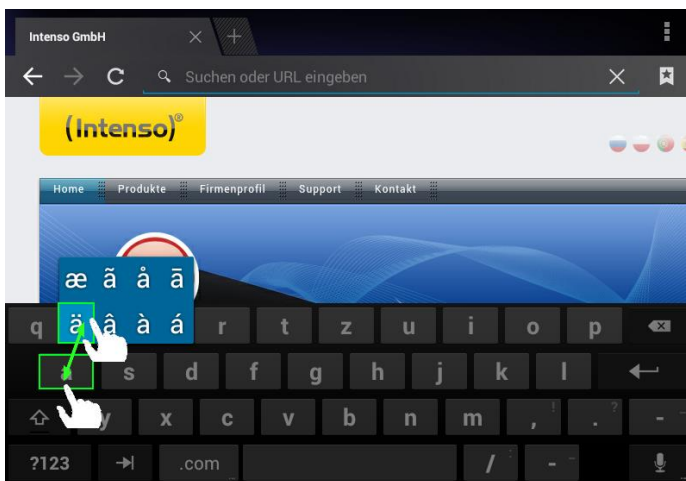 Intenso GmbH
Suchen oder URL eingeben
(Intenso)®
Home Produkte Firmenprofil Support Kontakt
æ ã å ā
ä â à á
q r t z u i o p
a s d f g h j k l
y x c v b n m , ! . ? -
?123 .com / : - _